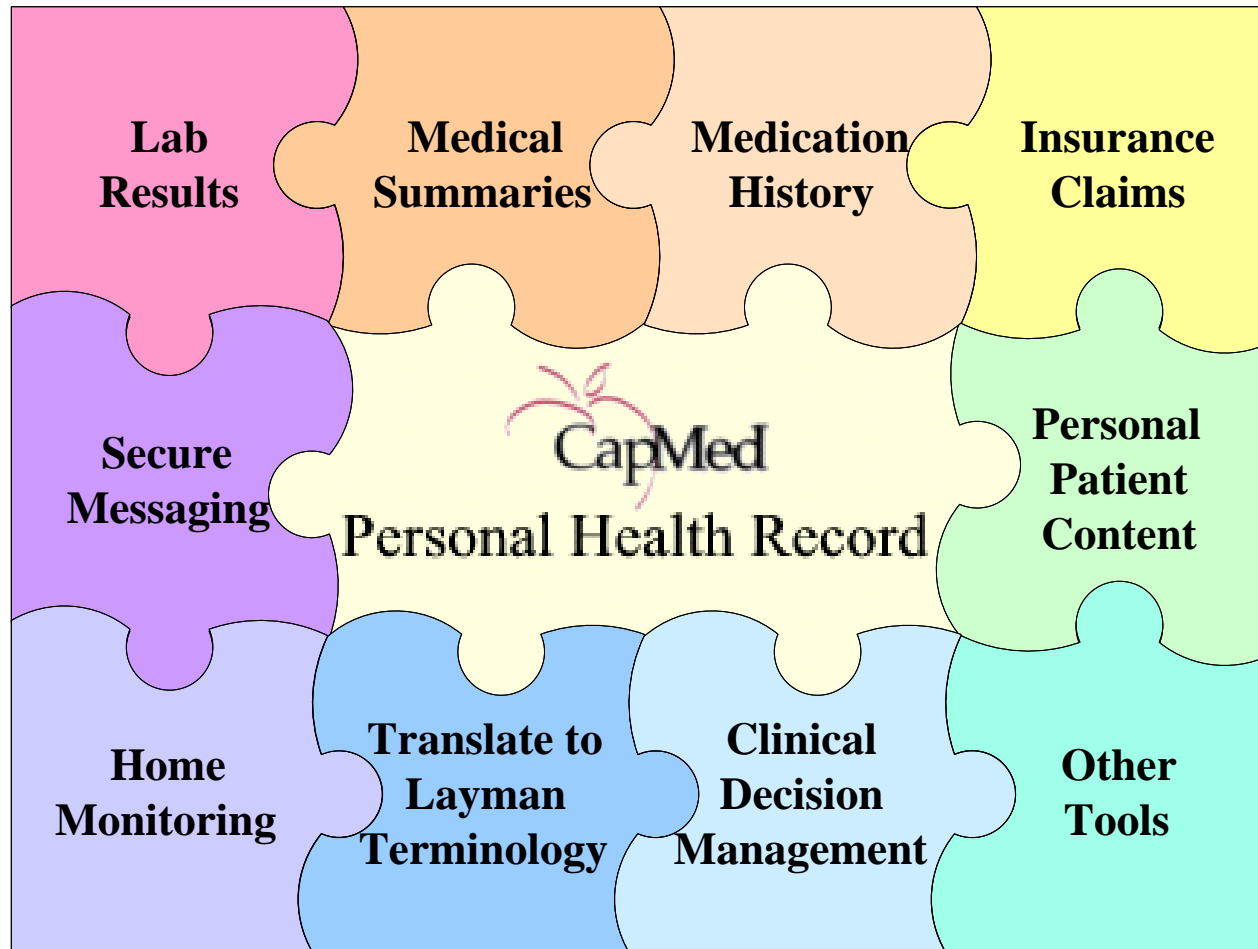 Lab
Results
Medical
Summaries
Medication
History
Insurance
Claims
Secure
Messaging
CapMed
Personal Health Record
Personal
Patient
Content
Home
Monitoring
Translate to
Layman
Terminology
Clinical
Decision
Management
Other
Tools